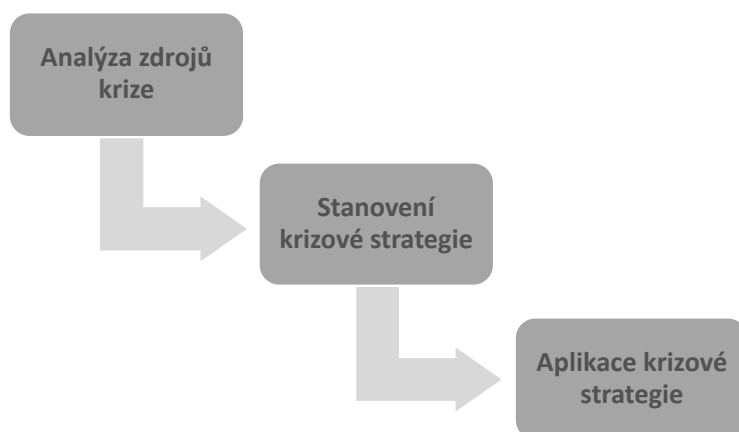 Analýza zdrojů
krize
Stanovení
krizové strategie
Aplikace krizové
strategie